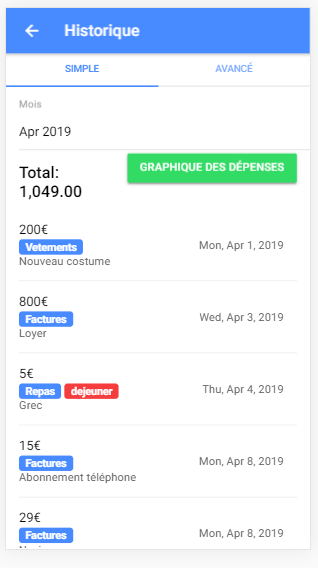 Historique
SIMPLE AVANCÉ
Mois
Apr 2019
Total:
1,049.00
GRAPHIQUE DES DÉPENSES
200€
Vetements
Mon, Apr 1, 2019
Nouveau costume
800€
Factures
Wed, Apr 3, 2019
Loyer
5€
Repas dejeuner
Thu, Apr 4, 2019
Grec
15€
Factures
Mon, Apr 8, 2019
Abonnement téléphone
29€
Factures
Mon, Apr 8, 2019